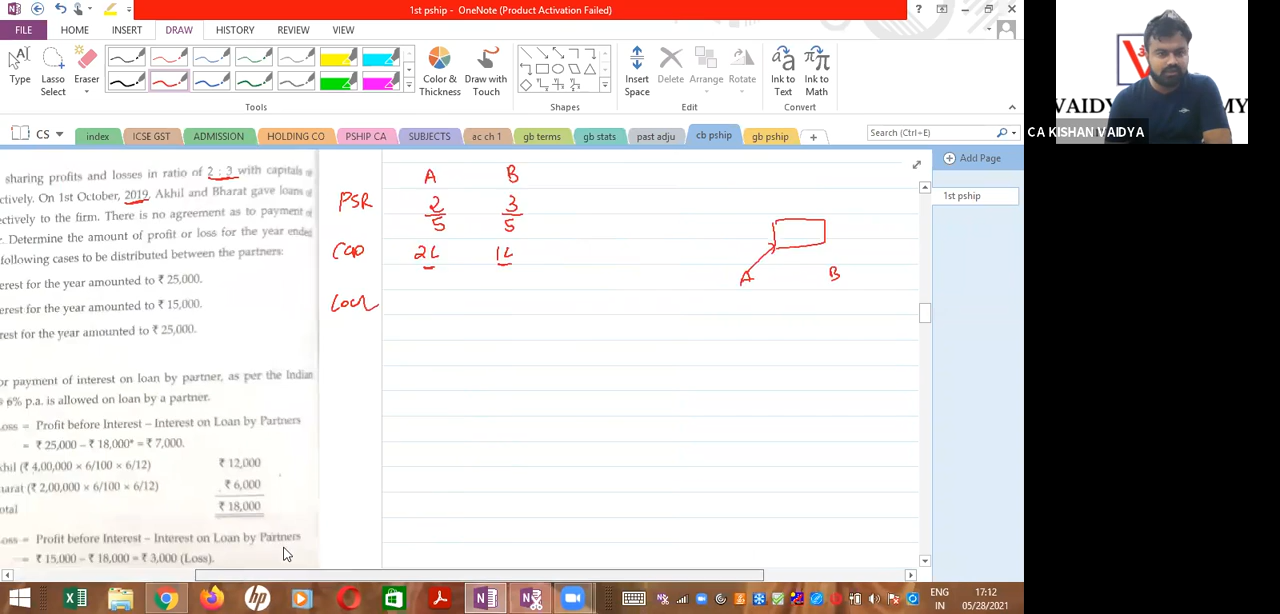 1st pship - OneNote (Product Activation Failed)
FILE HOME INSERT DRAW HISTORY REVIEW VIEW
Type Lasso Select Eraser Color & Thickness Draw with Touch Insert Space Delete Arrange Rotate Ink to Text Ink to Math
Tools Shapes Edit Convert
CS index ICSE GST ADMISSION HOLDING CO PSHIP CA SUBJECTS ac ch 1 gb terms gb stats past adju cb pship gb pship Search (Ctrl+E)
Add Page
1st pship
sharing profits and losses in ratio of 2 : 3 with capitals
ctively. On 1st October, 2019, Akhil and Bharat gave loans
ectively to the firm. There is no agreement as to payment
r. Determine the amount of profit or loss for the year ended
following cases to be distributed between the partners:
erest for the year amounted to ₹ 25,000.
erest for the year amounted to ₹ 15,000.
rest for the year amounted to ₹ 25,000.
or payment of interest on loan by partner, as per the Indian
@ 6% p.a. is allowed on loan by a partner.
Loss = Profit before Interest – Interest on Loan by Partners
= ₹ 25,000 – ₹ 18,000* = ₹ 7,000.
khil (₹ 4,00,000 × 6/100 × 6/12) ₹ 12,000
narat (₹ 2,00,000 × 6/100 × 6/12) ₹ 6,000
otal ₹ 18,000
Loss = Profit before Interest – Interest on Loan by Partners
= ₹ 15,000 – ₹ 18,000 = ₹ 3,000 (Loss).
A B
PSR 2/5 3/5
Cap 2L 1L
Loan
A B
VAIDY MY
CA KISHAN VAIDYA
ENG 17:12
IN 05/28/2021